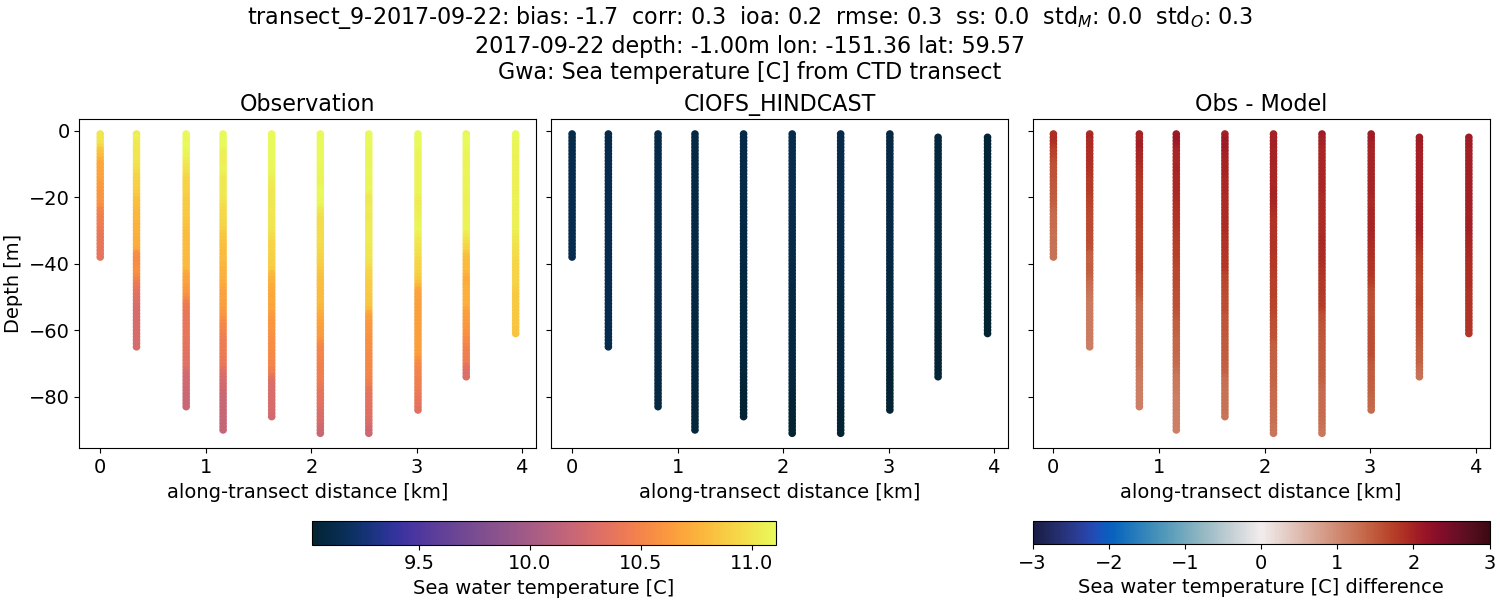 transect_9-2017-09-22: bias: -1.7 corr: 0.3 ioa: 0.2 rmse: 0.3 ss: 0.0 std_M: 0.0 std_O: 0.3
2017-09-22 depth: -1.00m lon: -151.36 lat: 59.57
Gwa: Sea temperature [C] from CTD transect
Observation
CIOFS_HINDCAST
Obs - Model
Depth [m]
0
−20
−40
−60
−80
0 1 2 3 4
0 1 2 3 4
0 1 2 3 4
along-transect distance [km]
along-transect distance [km]
along-transect distance [km]
9.5 10.0 10.5 11.0
Sea water temperature [C]
−3 −2 −1 0 1 2 3
Sea water temperature [C] difference